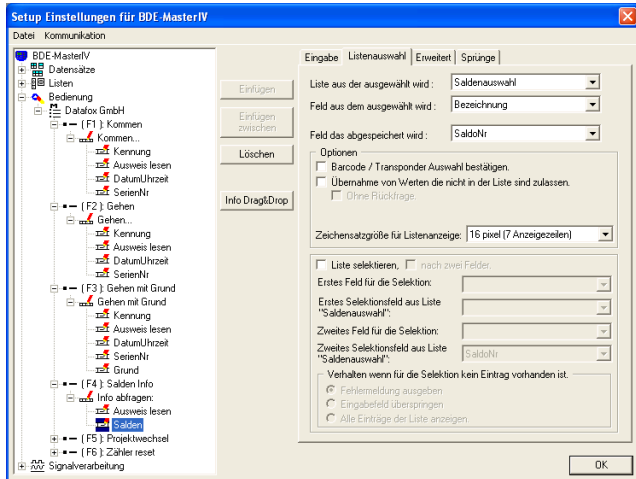 Setup Einstellungen für BDE-MasterIV
Datei Kommunikation
BDE-MasterIV
Datensätze
Listen
Bedienung
Datafox GmbH
( F1 ): Kommen
Kommen...
Kennung
Ausweis lesen
DatumUhrzeit
SerienNr
( F2 ): Gehen
Gehen...
Kennung
Ausweis lesen
DatumUhrzeit
SerienNr
( F3 ): Gehen mit Grund
Gehen mit Grund
Kennung
Ausweis lesen
DatumUhrzeit
SerienNr
Grund
( F4 ): Salden Info
Info abfragen:
Ausweis lesen
Salden
( F5 ): Projektwechsel
( F6 ): Zähler reset
Signalverarbeitung
Einfügen
Einfügen
zwischen
Löschen
Info Drag&Drop
Eingabe Listenauswahl Erweitert Sprünge
Liste aus der ausgewählt wird : Saldenauswahl
Feld aus dem ausgewählt wird : Bezeichnung
Feld das abgespeichert wird : SaldoNr
Optionen
Barcode / Transponder Auswahl bestätigen.
Übernahme von Werten die nicht in der Liste sind zulassen.
Ohne Rückfrage.
Zeichensatzgröße für Listenanzeige: 16 pixel (7 Anzeigezeilen)
Liste selektieren, nach zwei Felder.
Erstes Feld für die Selektion:
Erstes Selektionsfeld aus Liste
"Saldenauswahl":
Zweites Feld für die Selektion:
Zweites Selektionsfeld aus Liste
"Saldenauswahl": SaldoNr
Verhalten wenn für die Selektion kein Eintrag vorhanden ist.
Fehlermeldung ausgeben
Eingabefeld überspringen
Alle Einträge der Liste anzeigen.
OK